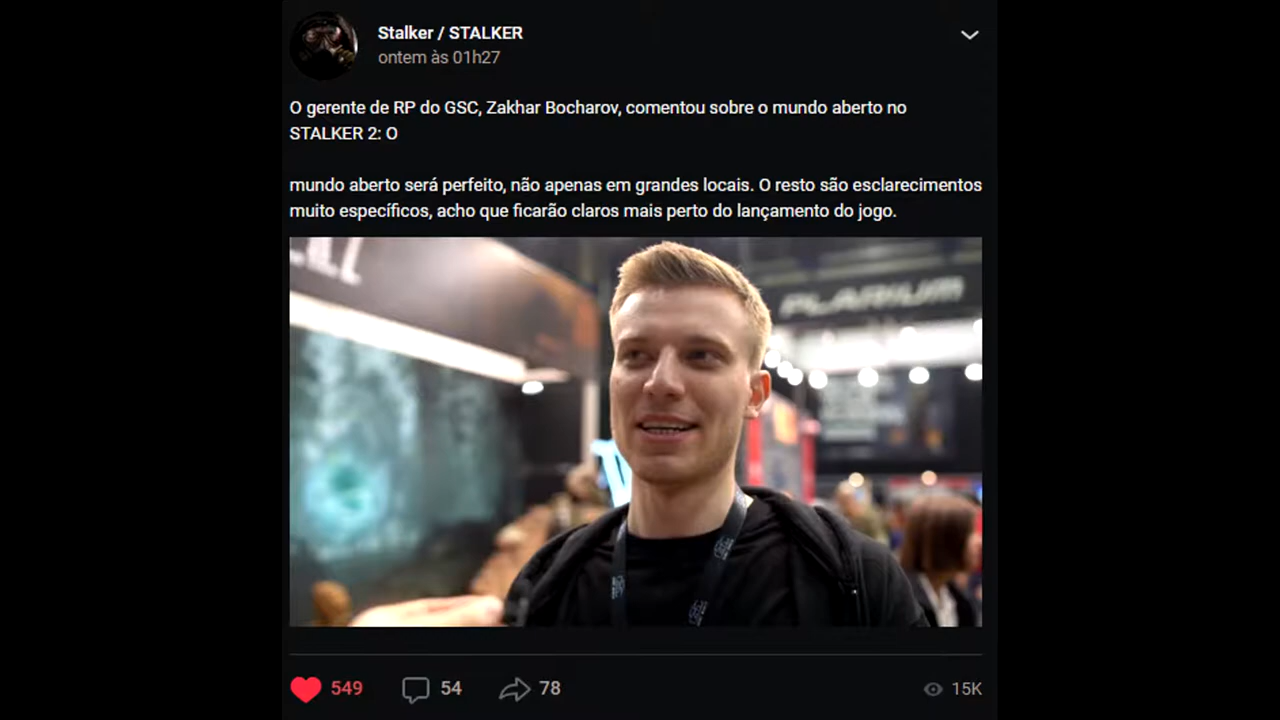 Stalker / STALKER
ontem às 01h27
O gerente de RP do GSC, Zakhar Bocharov, comentou sobre o mundo aberto no
STALKER 2: O
mundo aberto será perfeito, não apenas em grandes locais. O resto são esclarecimentos
muito específicos, acho que ficarão claros mais perto do lançamento do jogo.
PLARIUM
549
54
78
15K